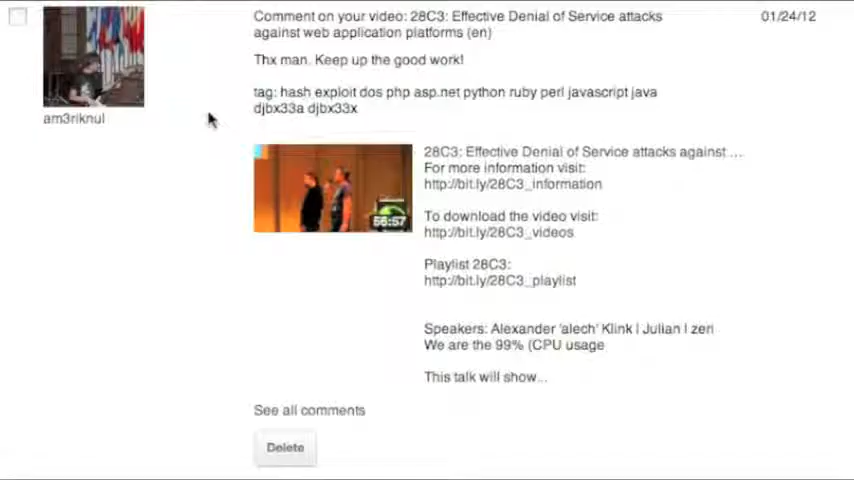 Comment on your video: 28C3: Effective Denial of Service attacks
against web application platforms (en)
01/24/12
Thx man. Keep up the good work!
tag: hash exploit dos php asp.net python ruby perl javascript java
djbx33a djbx33x
am3riknul
28C3: Effective Denial of Service attacks against ...
For more information visit:
http://bit.ly/28C3_information
To download the video visit:
http://bit.ly/28C3_videos
Playlist 28C3:
http://bit.ly/28C3_playlist
56:57
Speakers: Alexander 'alech' Klink | Julian | zeri
We are the 99% (CPU usage
This talk will show...
See all comments
Delete